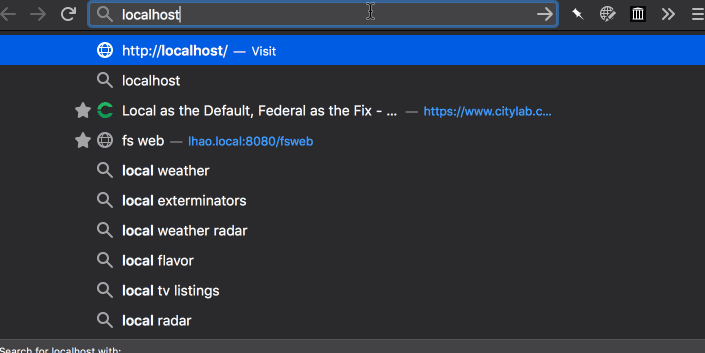 localhost
http://localhost/ — Visit
localhost
Local as the Default, Federal as the Fix - ... — https://www.citylab.c...
fs web — lhao.local:8080/fsweb
local weather
local exterminators
local weather radar
local flavor
local tv listings
local radar
Search for localhost with: